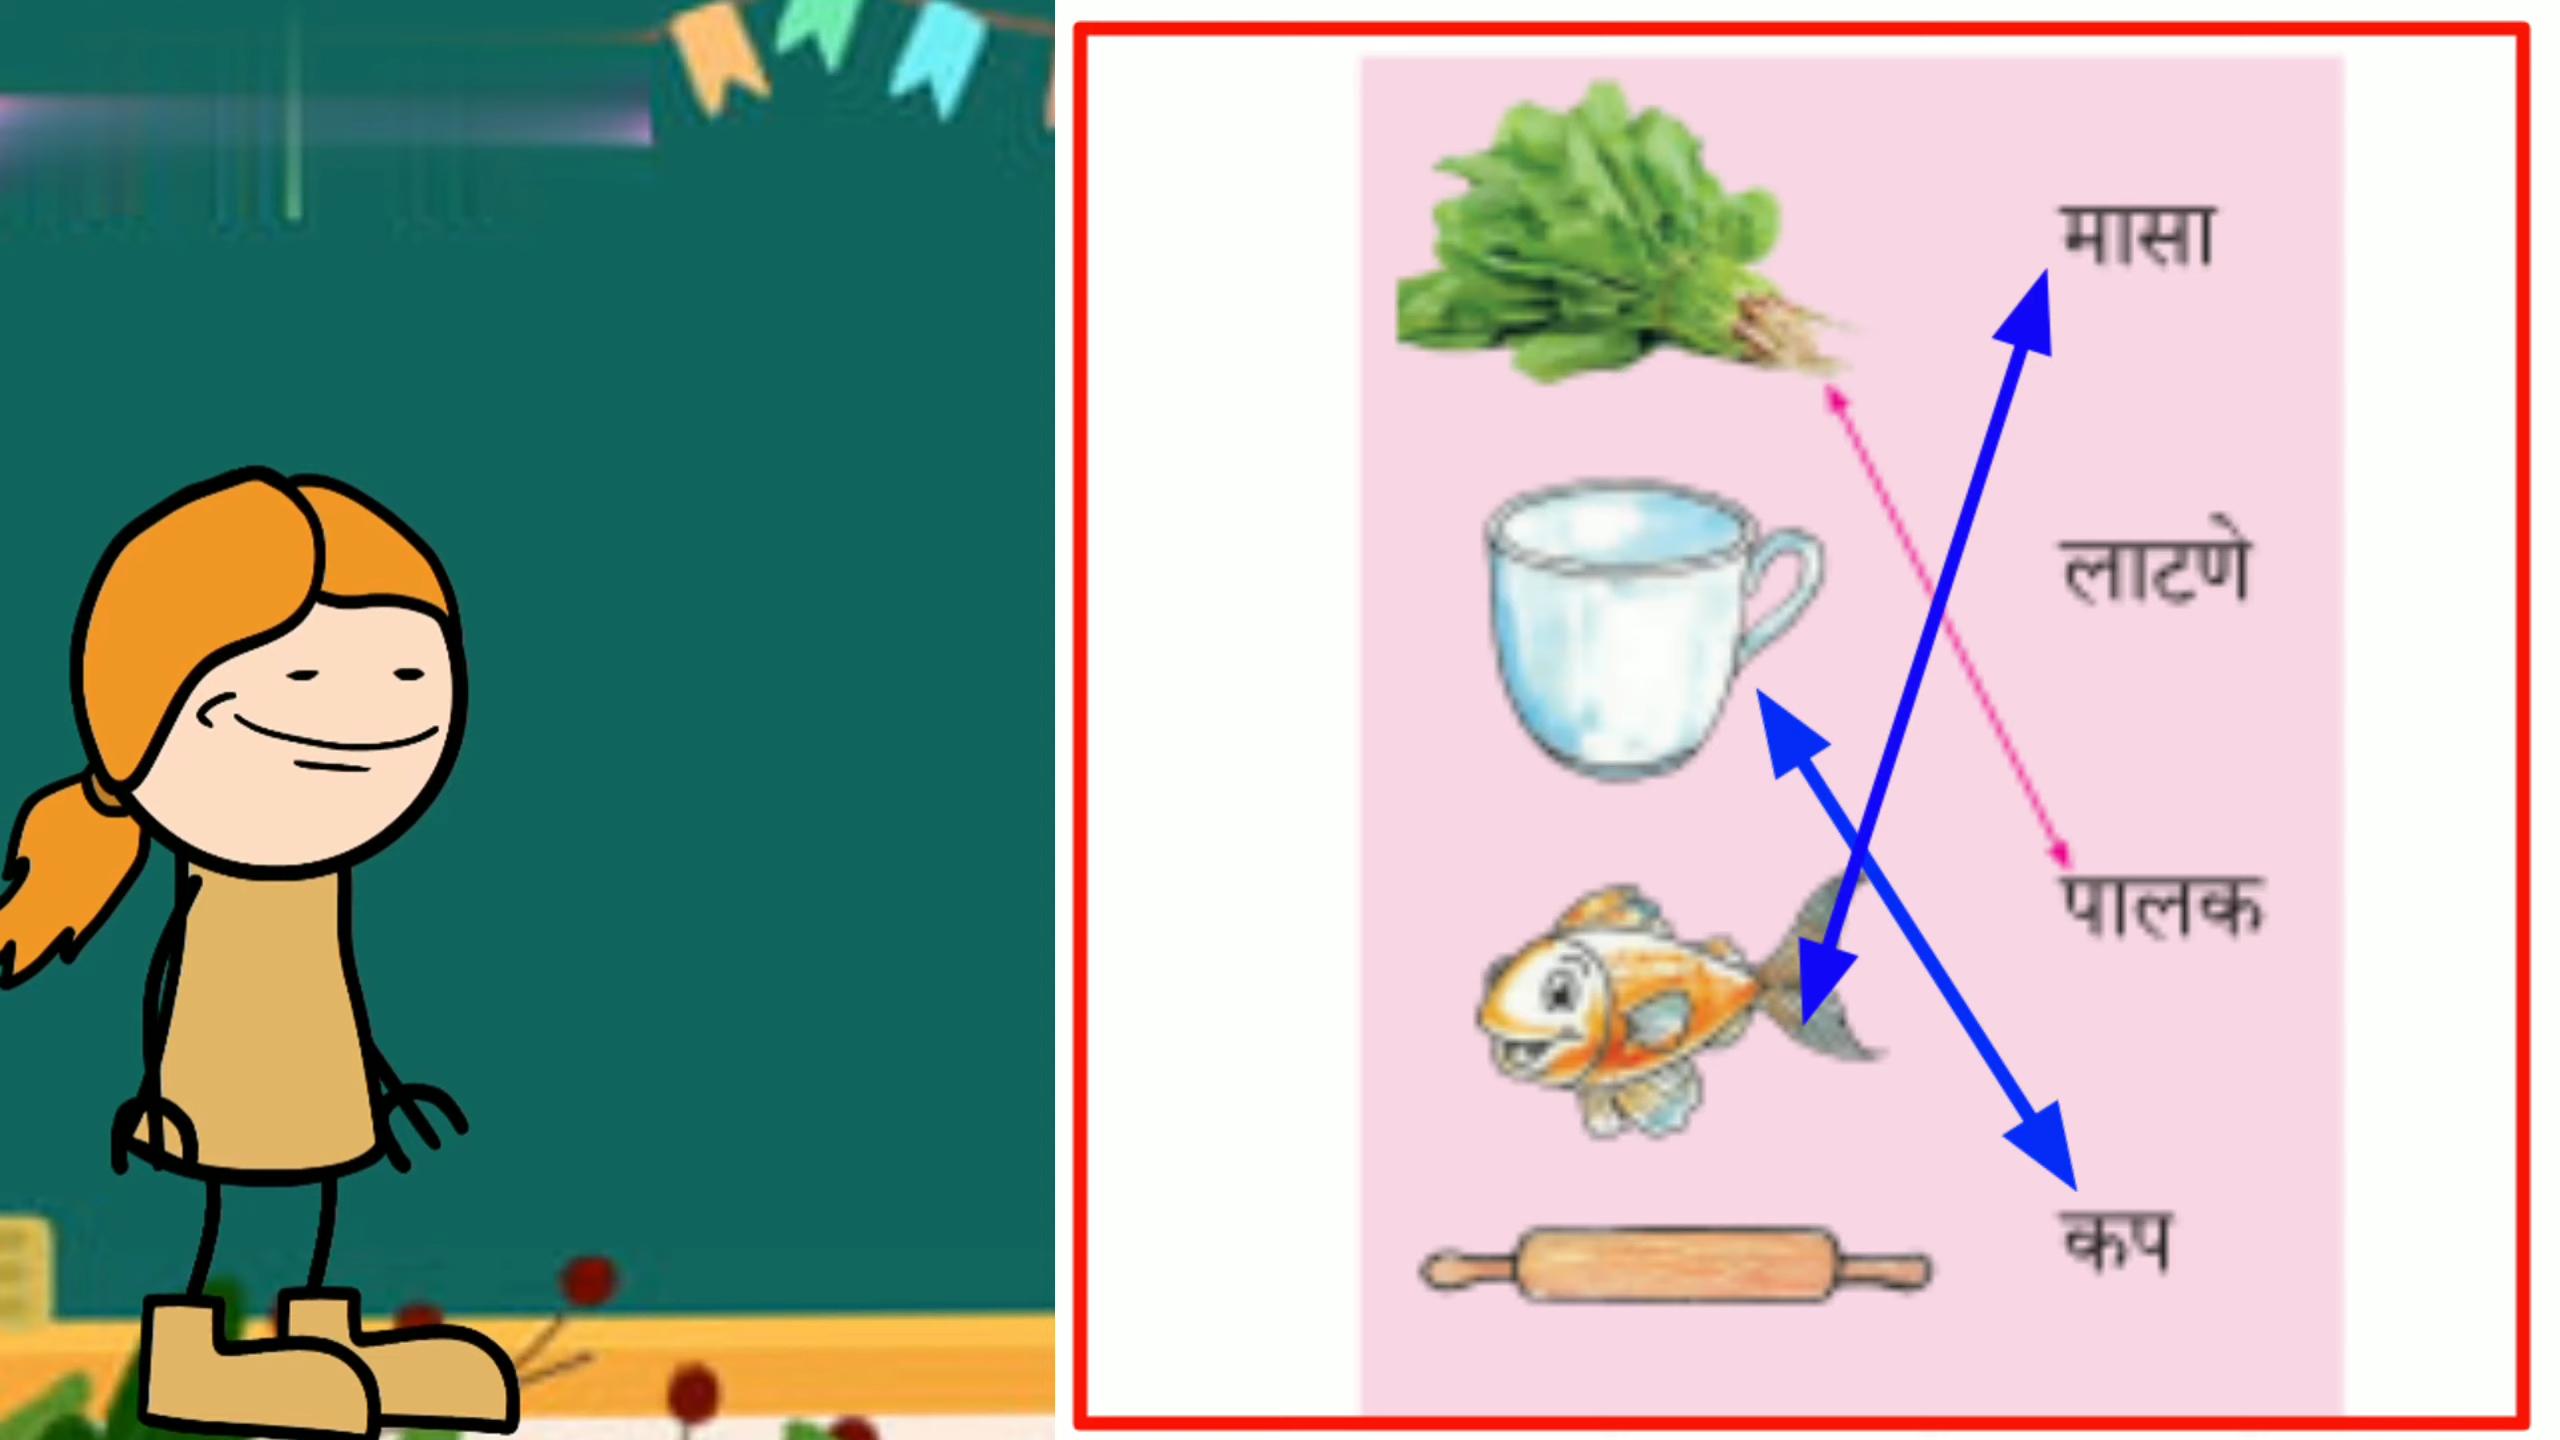 मासा
लाटणे
पालक
कप